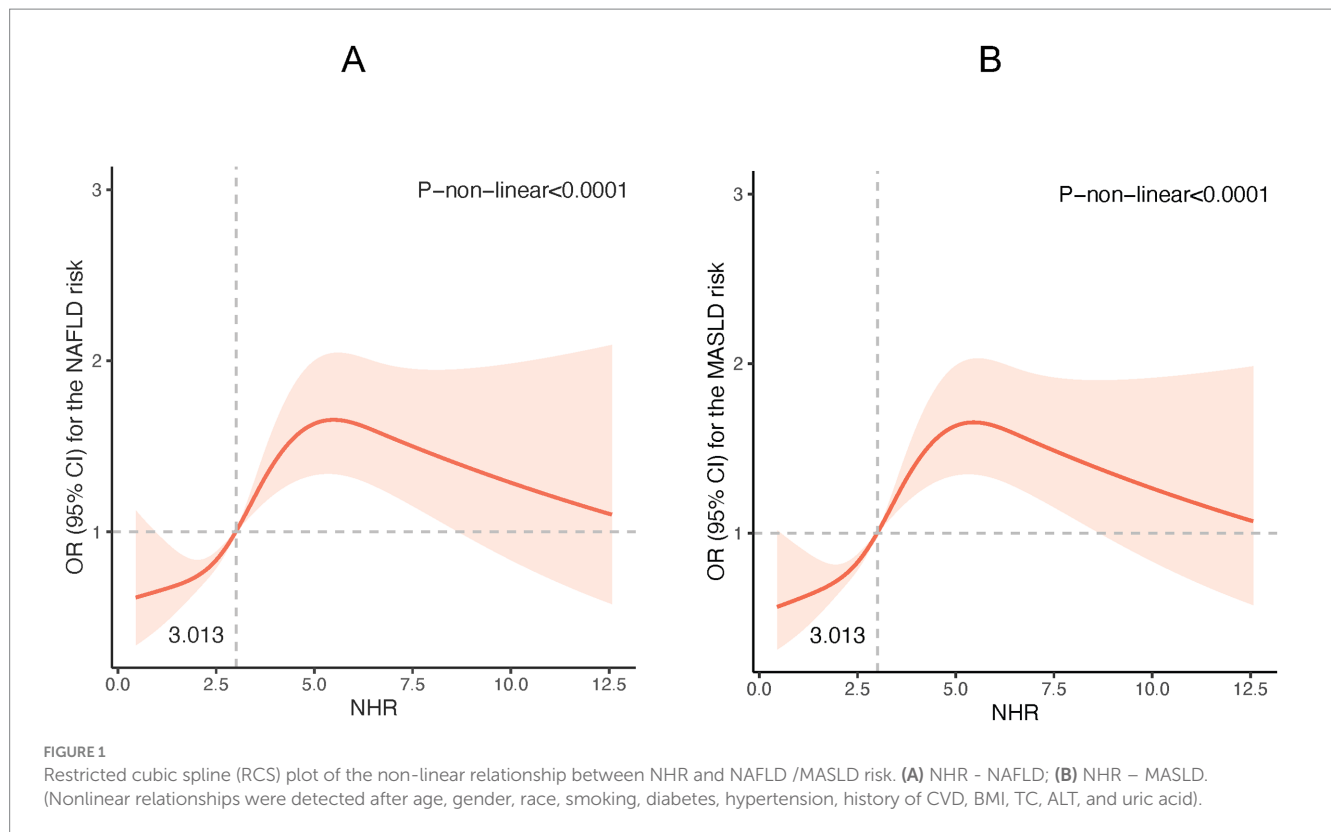 A
P-non-linear<0.0001
3
2
1
OR (95% CI) for the NAFLD risk
3.013
0.0 2.5 5.0 7.5 10.0 12.5
NHR
B
P-non-linear<0.0001
3
2
1
OR (95% CI) for the MASLD risk
3.013
0.0 2.5 5.0 7.5 10.0 12.5
NHR
FIGURE 1
Restricted cubic spline (RCS) plot of the non-linear relationship between NHR and NAFLD /MASLD risk. (A) NHR - NAFLD; (B) NHR – MASLD.
(Nonlinear relationships were detected after age, gender, race, smoking, diabetes, hypertension, history of CVD, BMI, TC, ALT, and uric acid).